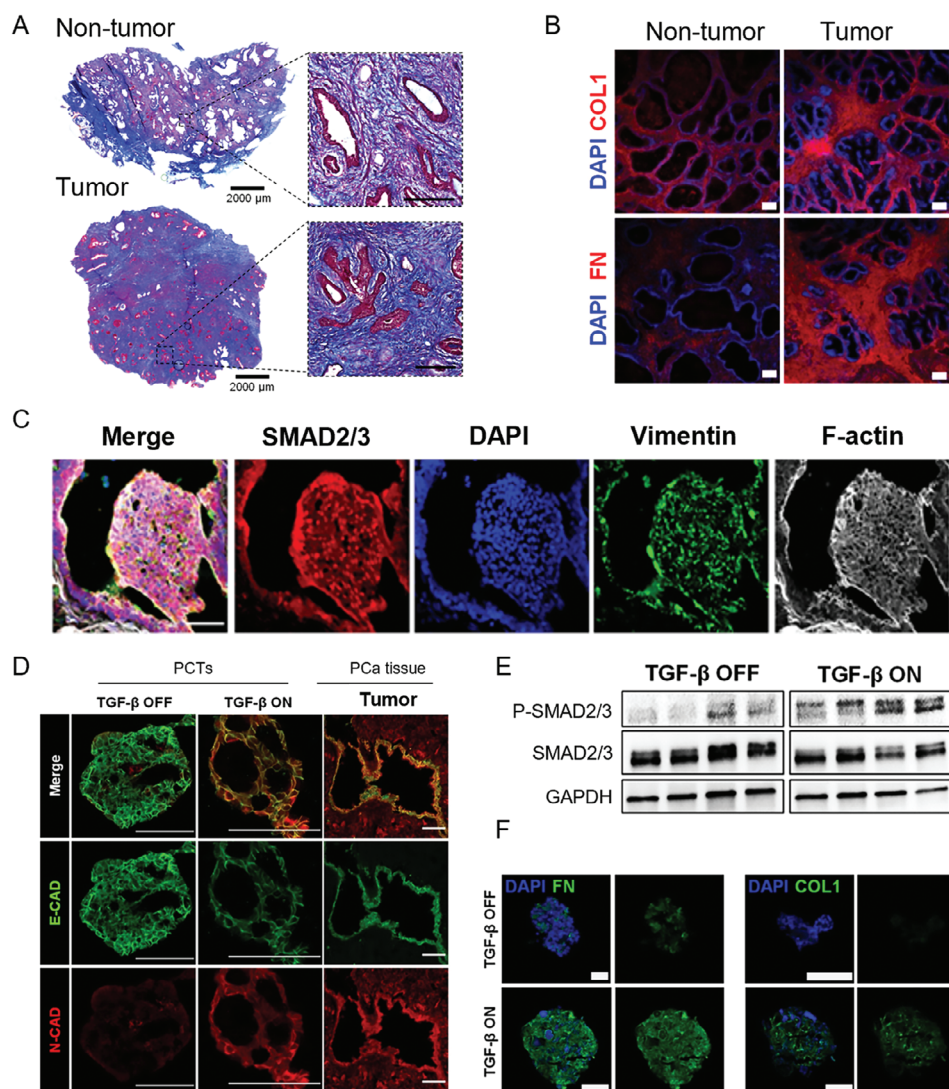 A
Non-tumor
2000 µm
Tumor
2000 µm
B
Non-tumor
Tumor
DAPI COL1
DAPI FN
C
Merge
SMAD2/3
DAPI
Vimentin
F-actin
D
PCTs
PCa tissue
TGF-β OFF
TGF-β ON
Tumor
Merge
E-CAD
N-CAD
E
TGF-β OFF
TGF-β ON
P-SMAD2/3
SMAD2/3
GAPDH
F
DAPI FN
DAPI COL1
TGF-β OFF
TGF-β ON